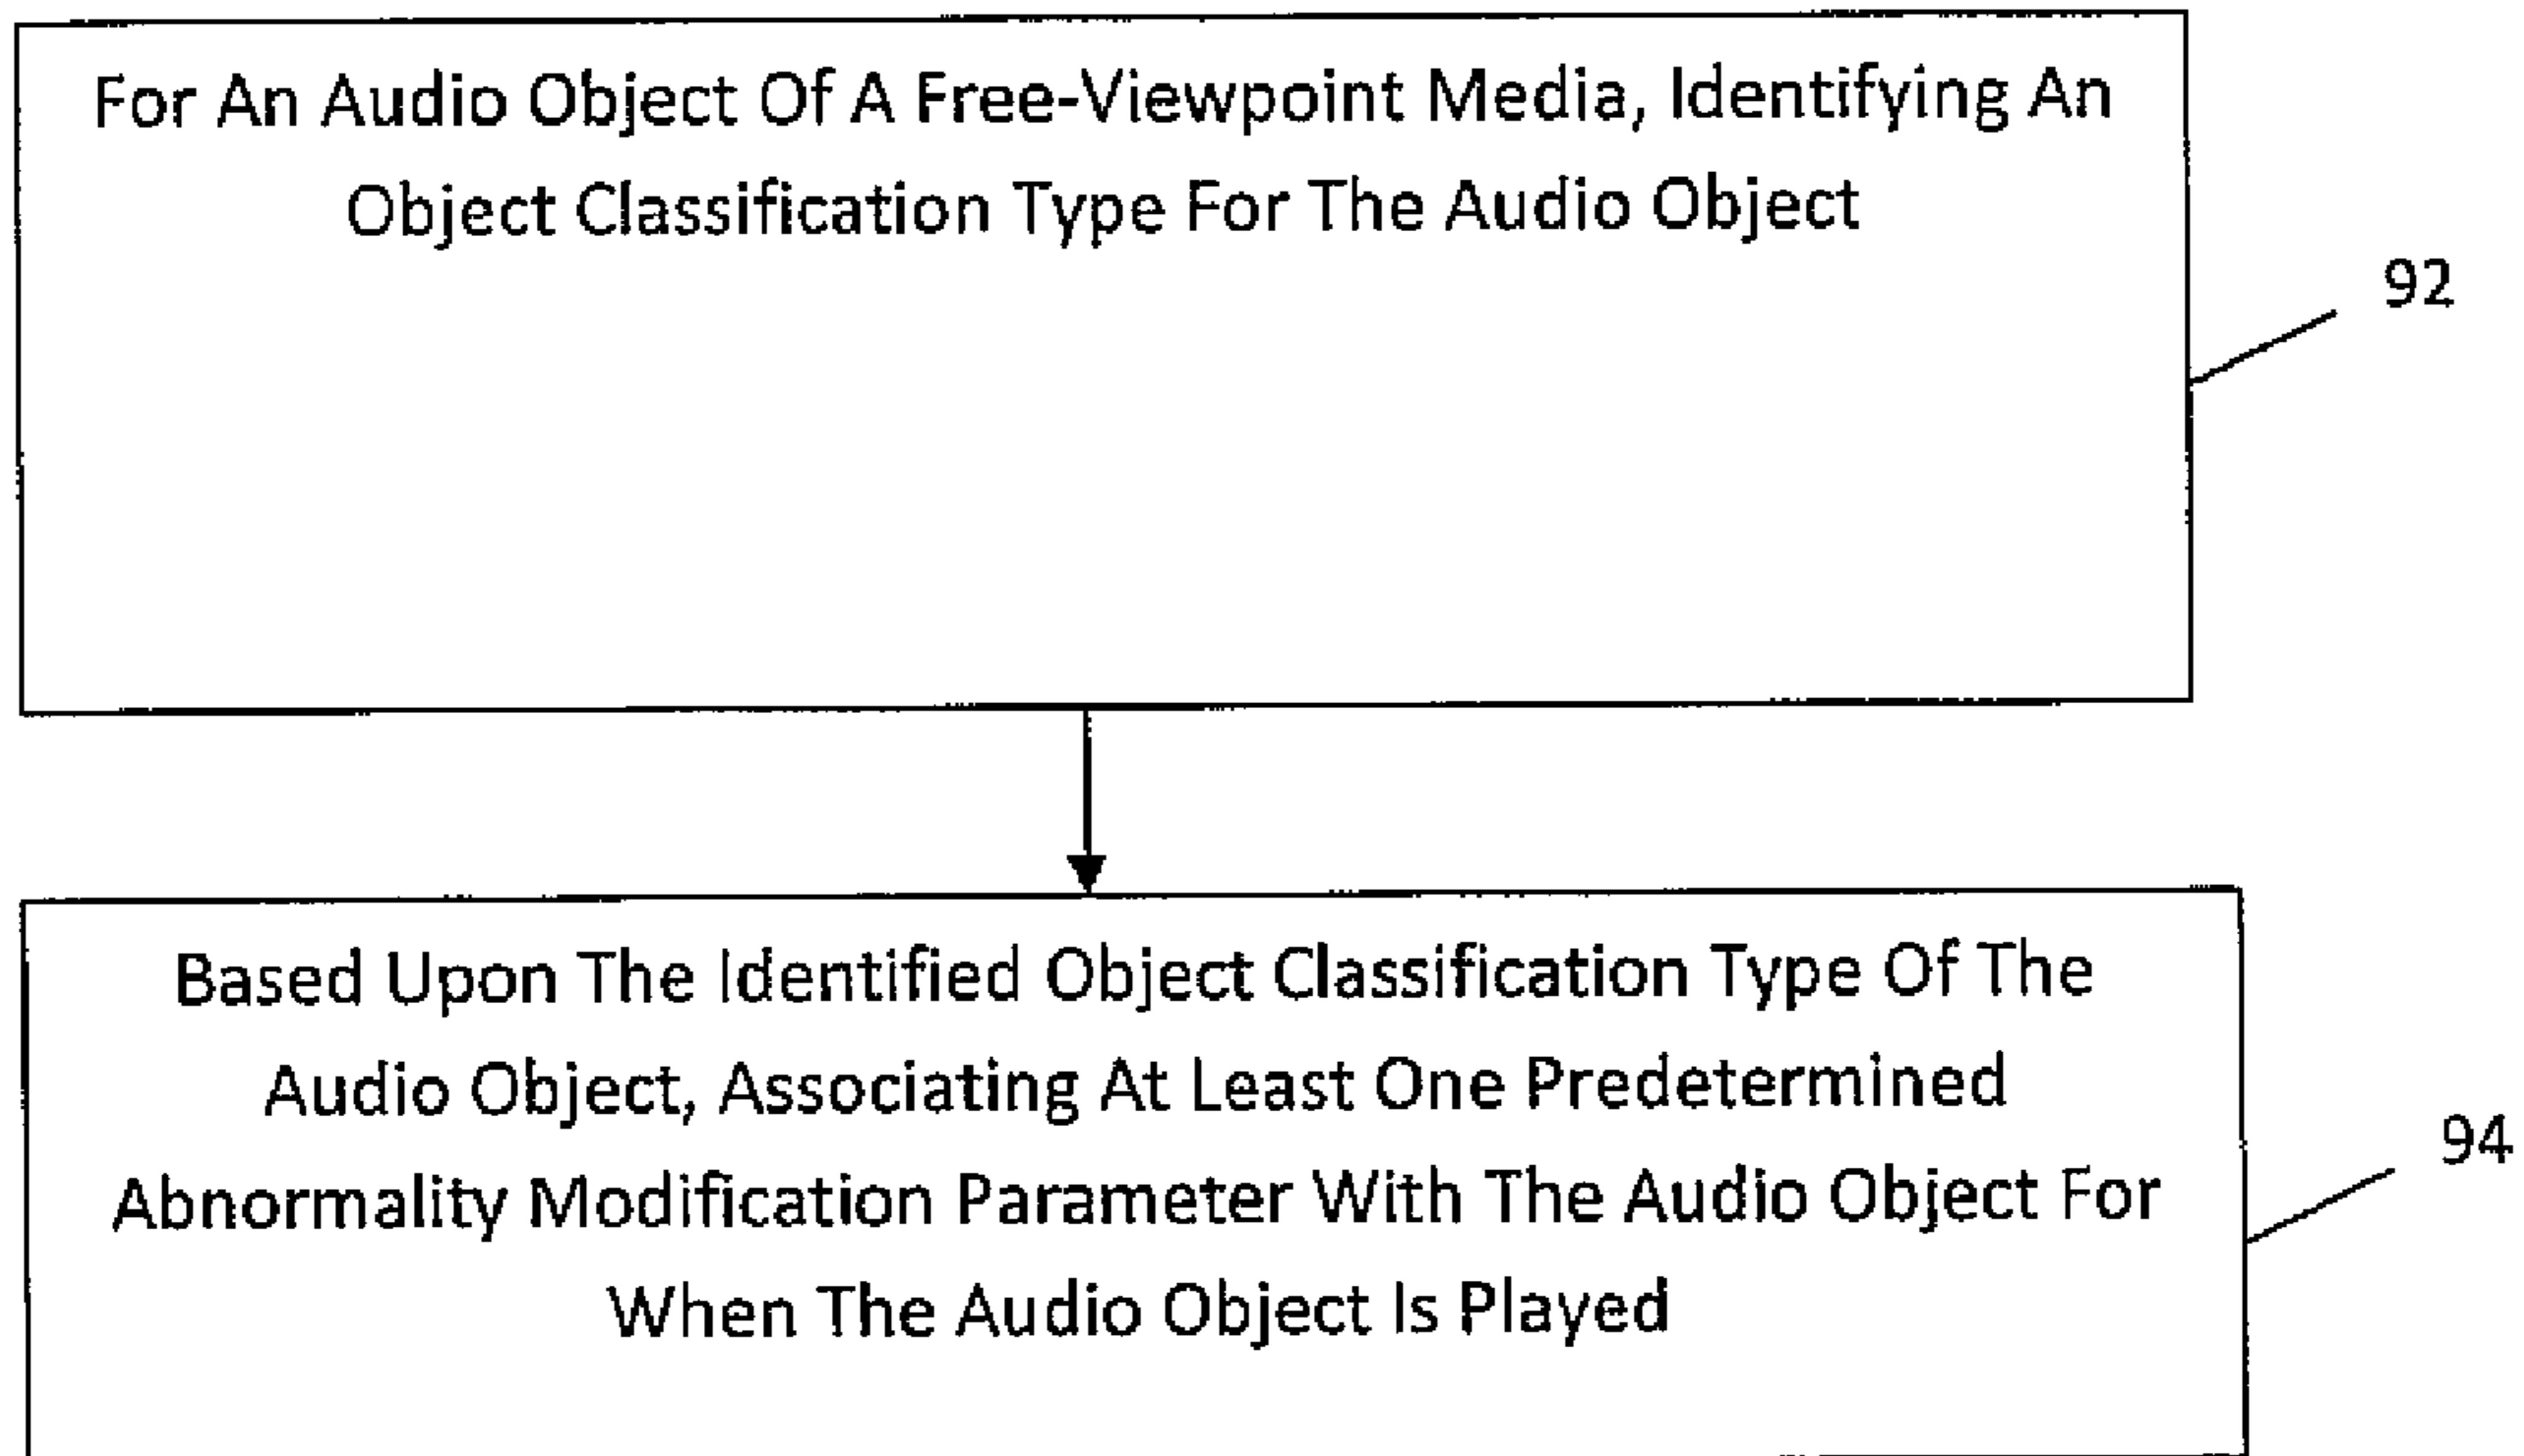 For An Audio Object Of A Free-Viewpoint Media, Identifying An
Object Classification Type For The Audio Object
92
Based Upon The Identified Object Classification Type Of The
Audio Object, Associating At Least One Predetermined
Abnormality Modification Parameter With The Audio Object For
When The Audio Object Is Played
94